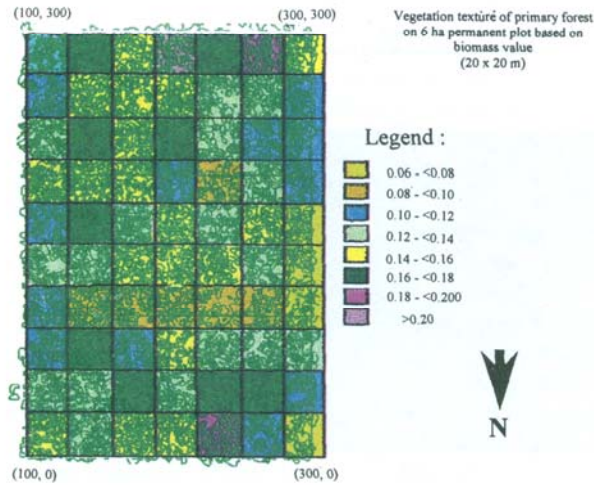 (100, 300)
(300, 300)
Vegetation texture of primary forest
on 6 ha permanent plot based on
biomass value
(20 x 20 m)
Legend :
0.06 - <0.08
0.08 - <0.10
0.10 - <0.12
0.12 - <0.14
0.14 - <0.16
0.16 - <0.18
0.18 - <0.200
>0.20
N
(100, 0)
(300, 0)